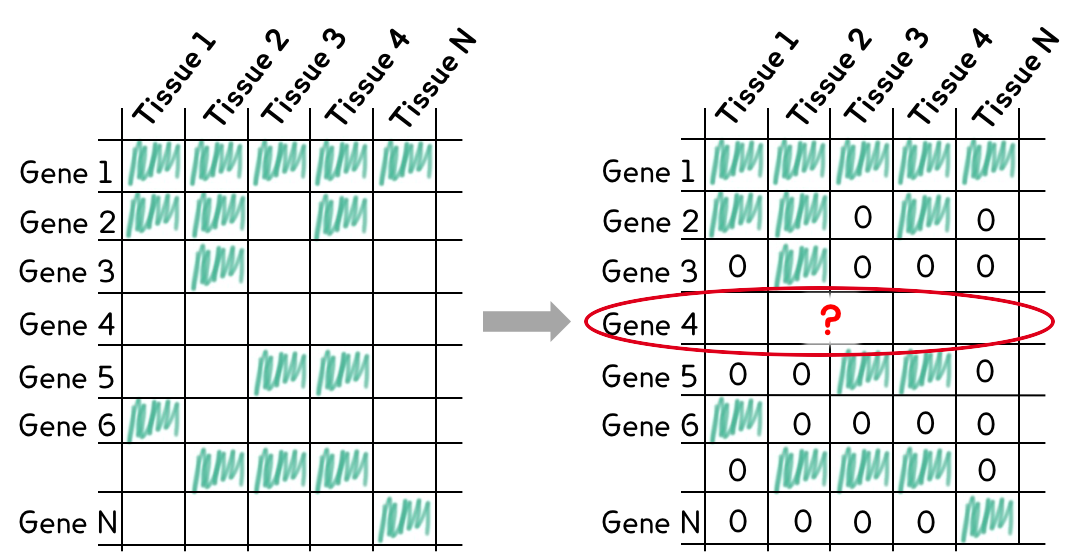 Tissue 1 Tissue 2 Tissue 3 Tissue 4 Tissue N
Gene 1
Gene 2
Gene 3
Gene 4
Gene 5
Gene 6
Gene N
Tissue 1 Tissue 2 Tissue 3 Tissue 4 Tissue N
Gene 1
Gene 2 0 0
Gene 3 0 0 0 0
Gene 4 ?
Gene 5 0 0 0
Gene 6 0 0 0 0
0 0
Gene N 0 0 0 0